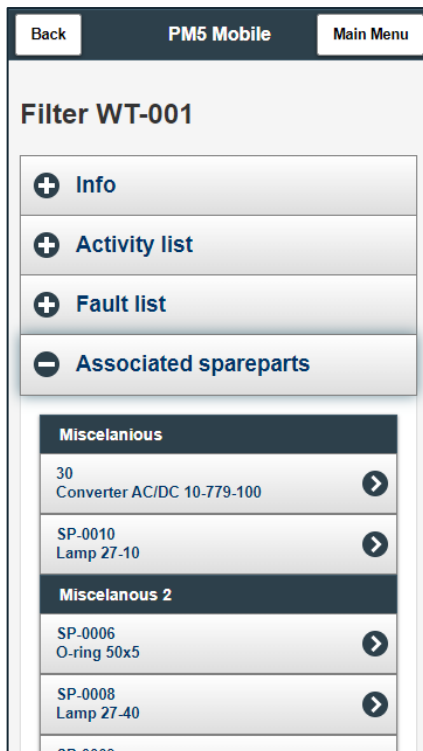 Back PM5 Mobile Main Menu
Filter WT-001
Info
Activity list
Fault list
Associated spareparts
Miscelanious
30
Converter AC/DC 10-779-100
SP-0010
Lamp 27-10
Miscelanous 2
SP-0006
O-ring 50x5
SP-0008
Lamp 27-40